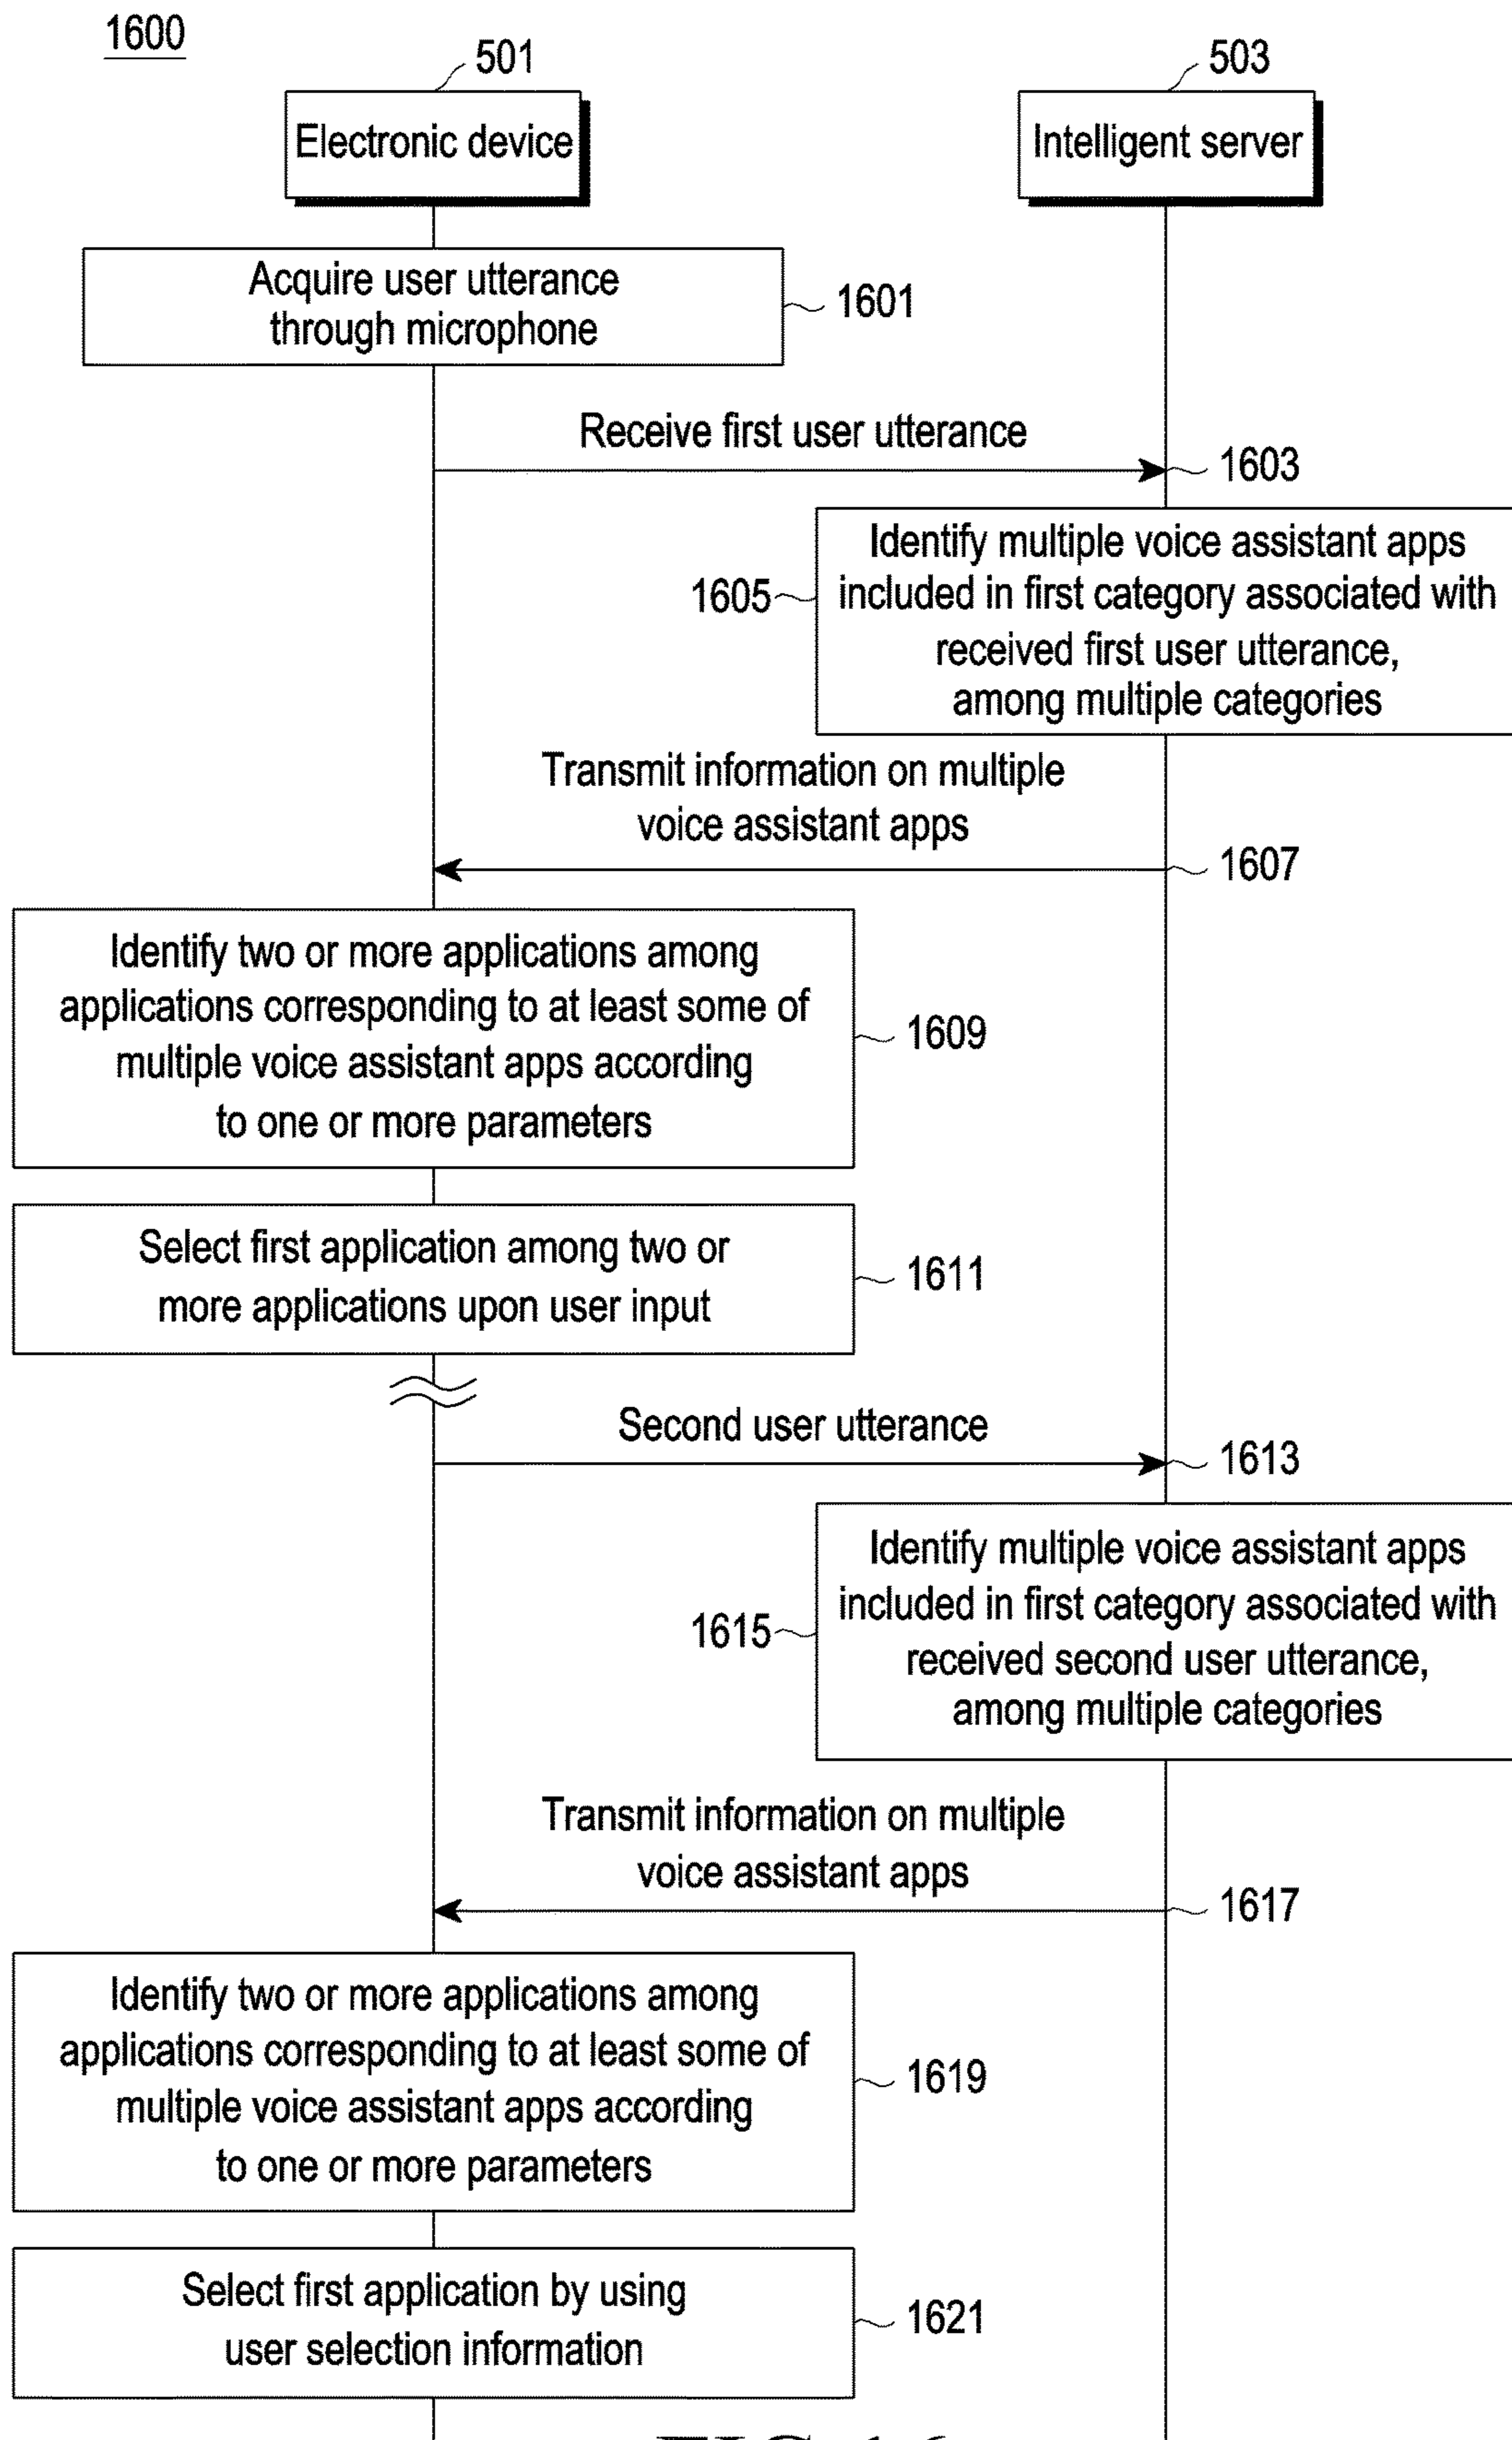 1600
501
503
Electronic device
Intelligent server
Acquire user utterance
through microphone
1601
Receive first user utterance
1603
Identify multiple voice assistant apps
included in first category associated with
received first user utterance,
among multiple categories
1605
Transmit information on multiple
voice assistant apps
1607
Identify two or more applications among
applications corresponding to at least some of
multiple voice assistant apps according
to one or more parameters
1609
Select first application among two or
more applications upon user input
1611
Second user utterance
1613
Identify multiple voice assistant apps
included in first category associated with
received second user utterance,
among multiple categories
1615
Transmit information on multiple
voice assistant apps
1617
Identify two or more applications among
applications corresponding to at least some of
multiple voice assistant apps according
to one or more parameters
1619
Select first application by using
user selection information
1621